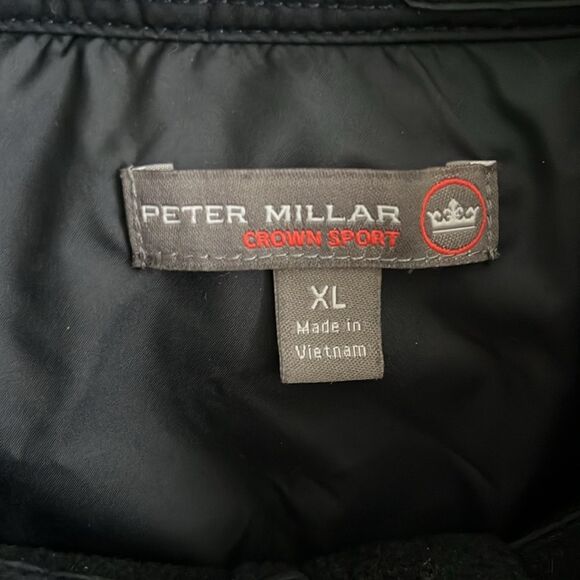 PETER MILLAR
CROWN SPORT
XL
Made in
Vietnam